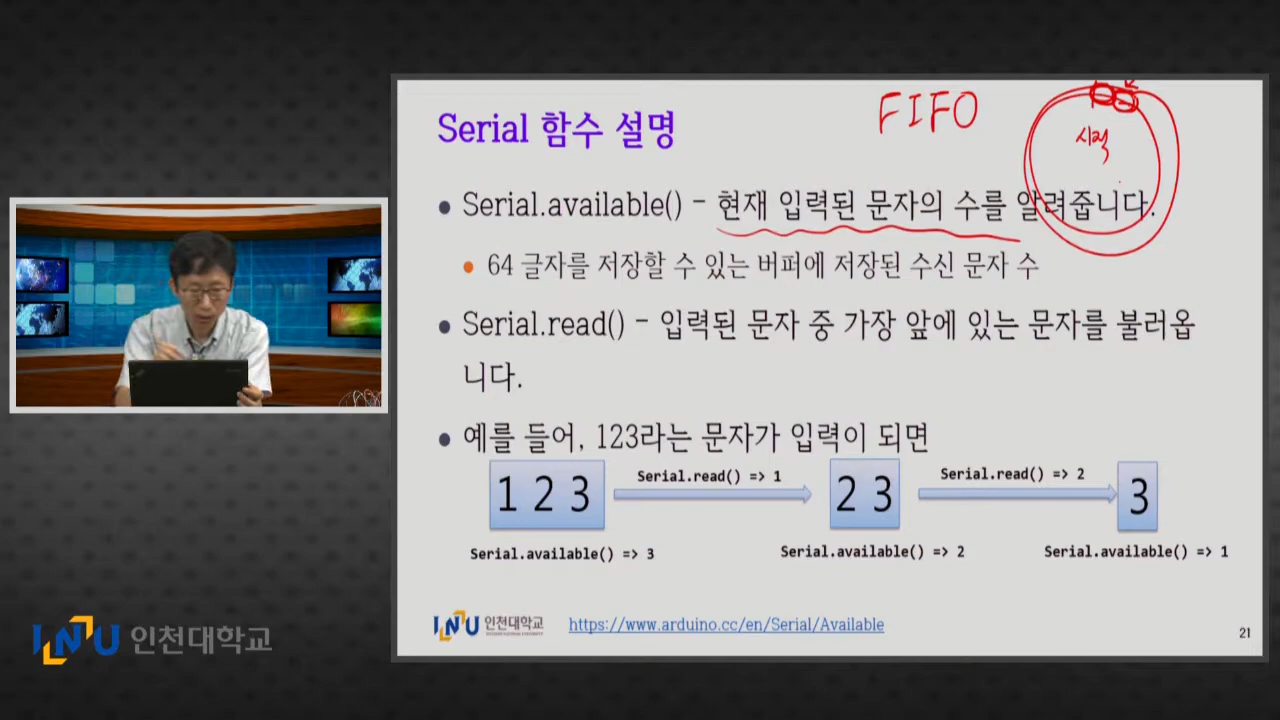 FIFO
시작
Serial 함수 설명
Serial.available() - 현재 입력된 문자의 수를 알려줍니다.
64 글자를 저장할 수 있는 버퍼에 저장된 수신 문자 수
Serial.read() - 입력된 문자 중 가장 앞에 있는 문자를 불러옵
니다.
예를 들어, 123라는 문자가 입력이 되면
1 2 3
Serial.read() => 1
2 3
Serial.read() => 2
3
Serial.available() => 3
Serial.available() => 2
Serial.available() => 1
INU 인천대학교
https://www.arduino.cc/en/Serial/Available
21
INU 인천대학교